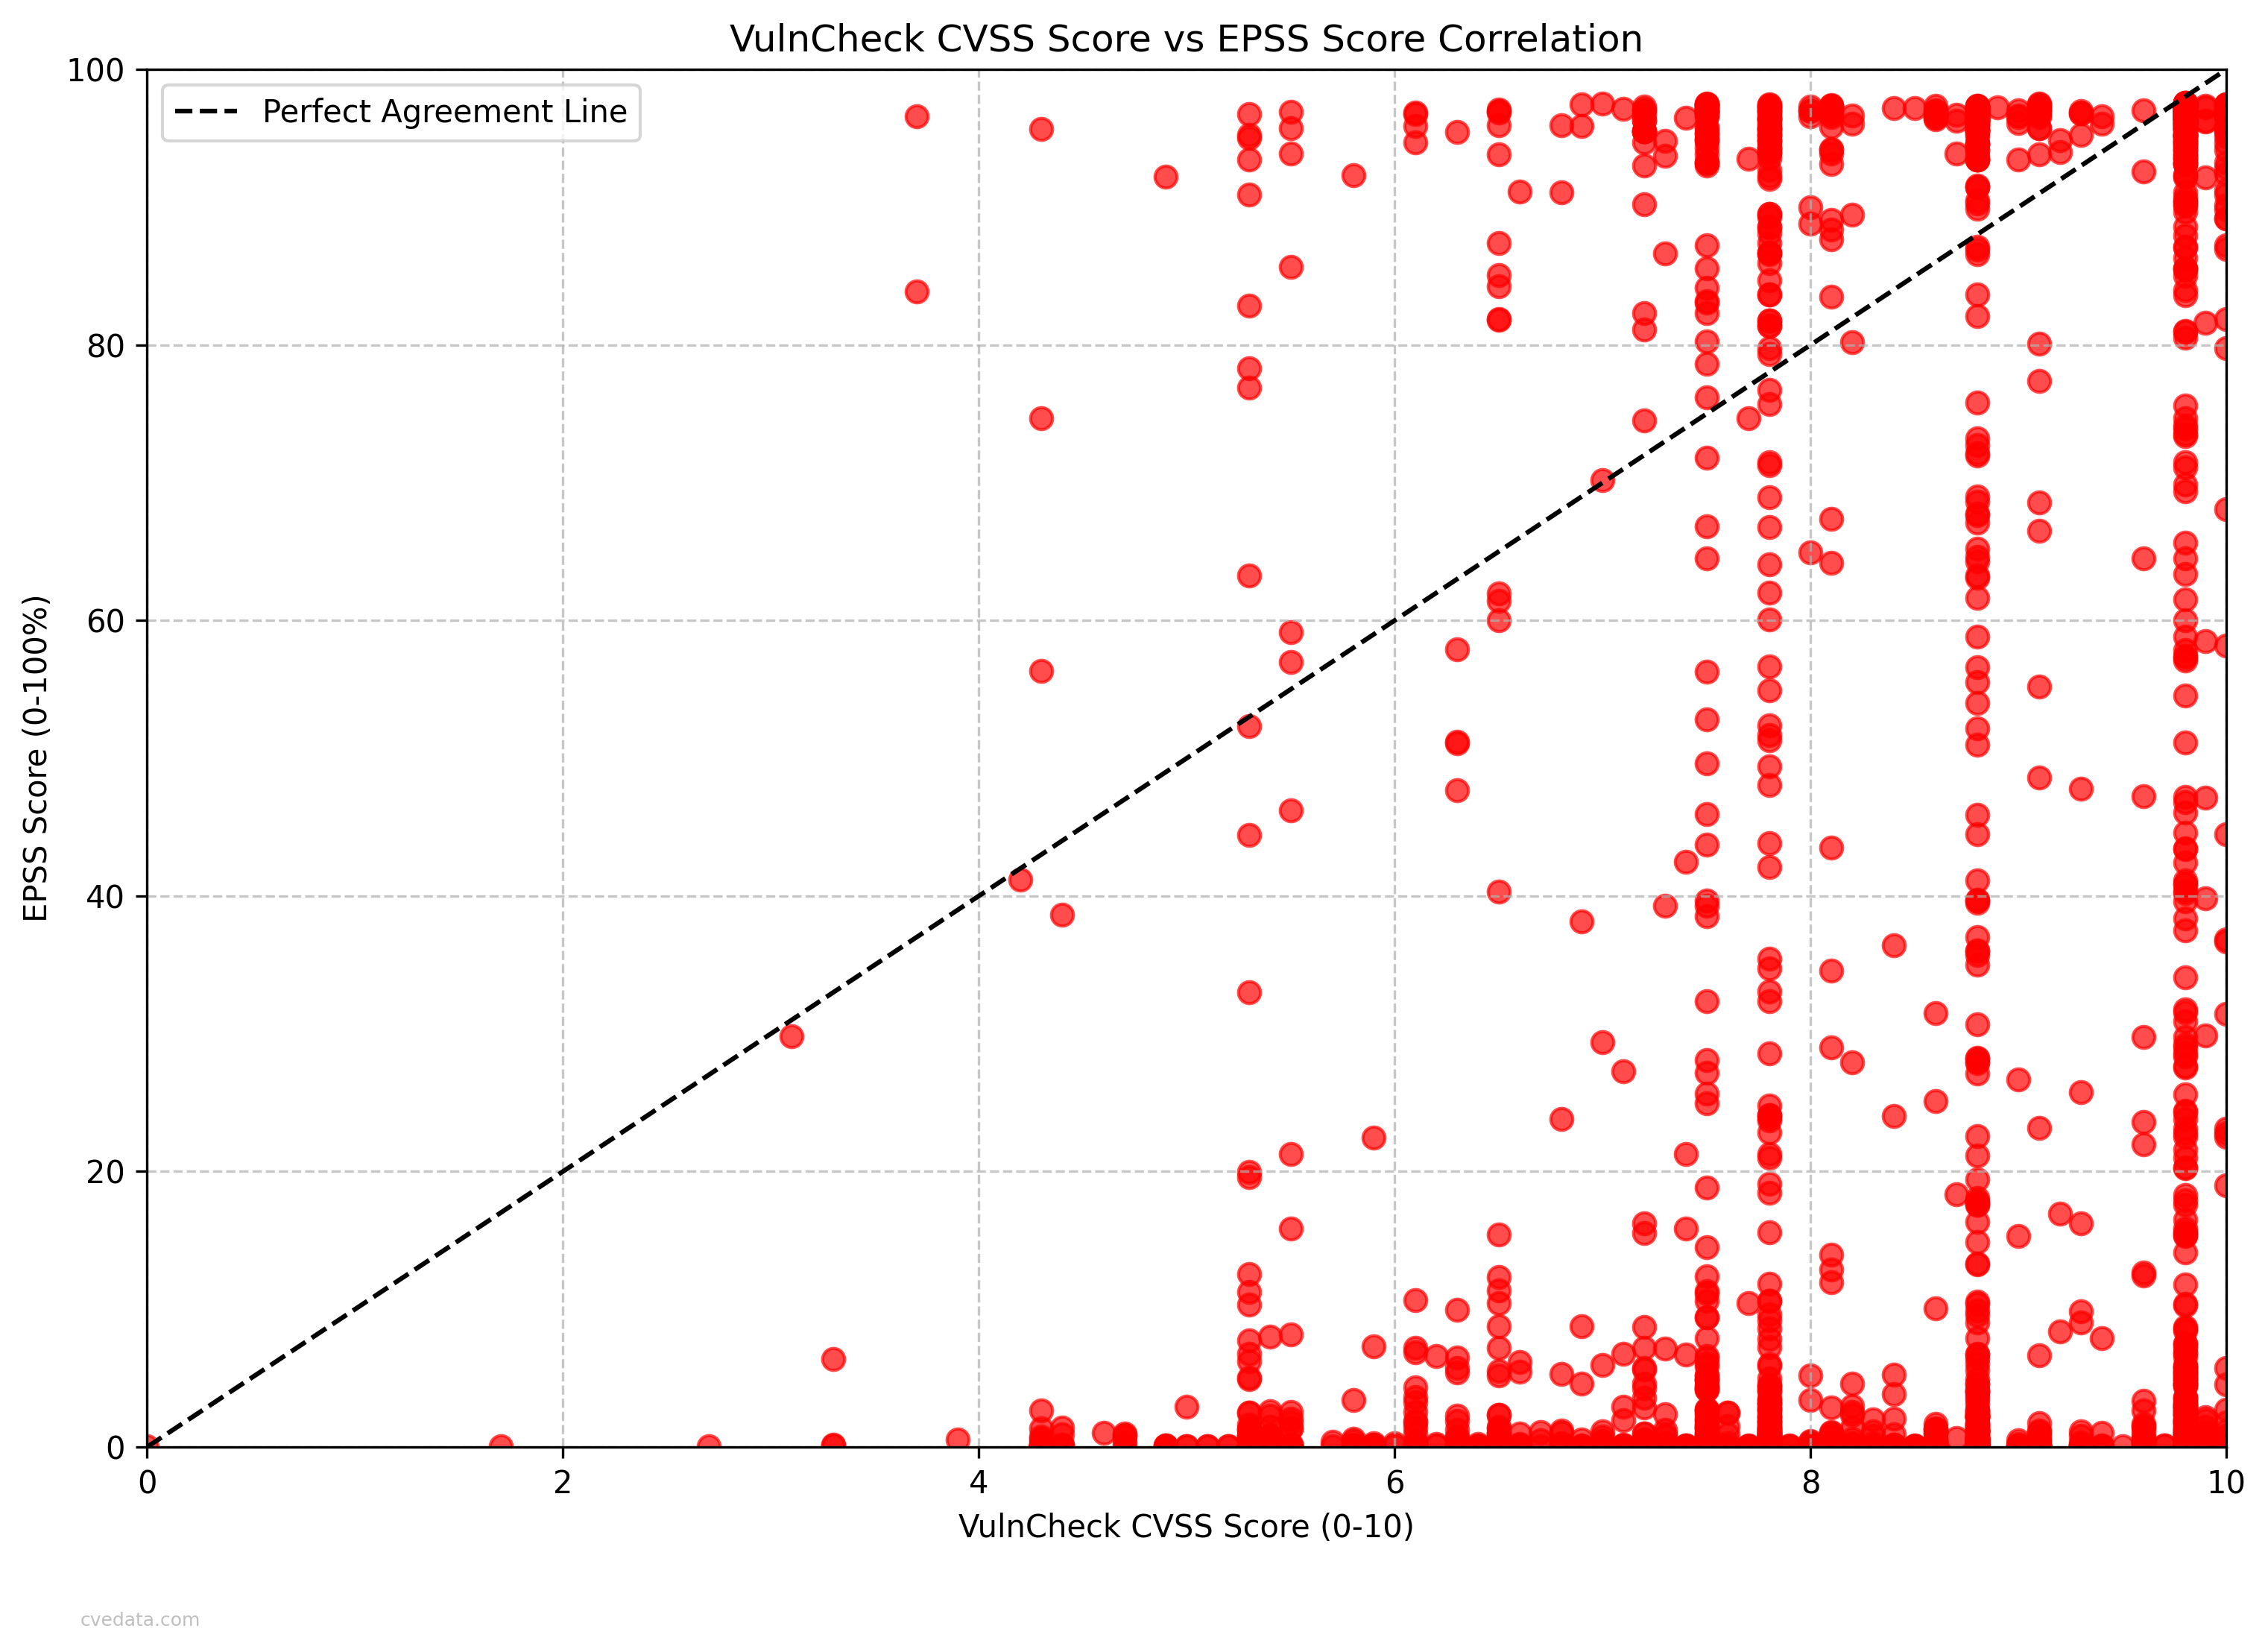 VulnCheck CVSS Score vs EPSS Score Correlation
Perfect Agreement Line
100
80
60
40
20
0
EPSS Score (0-100%)
0 2 4 6 8 10
VulnCheck CVSS Score (0-10)
cvedata.com